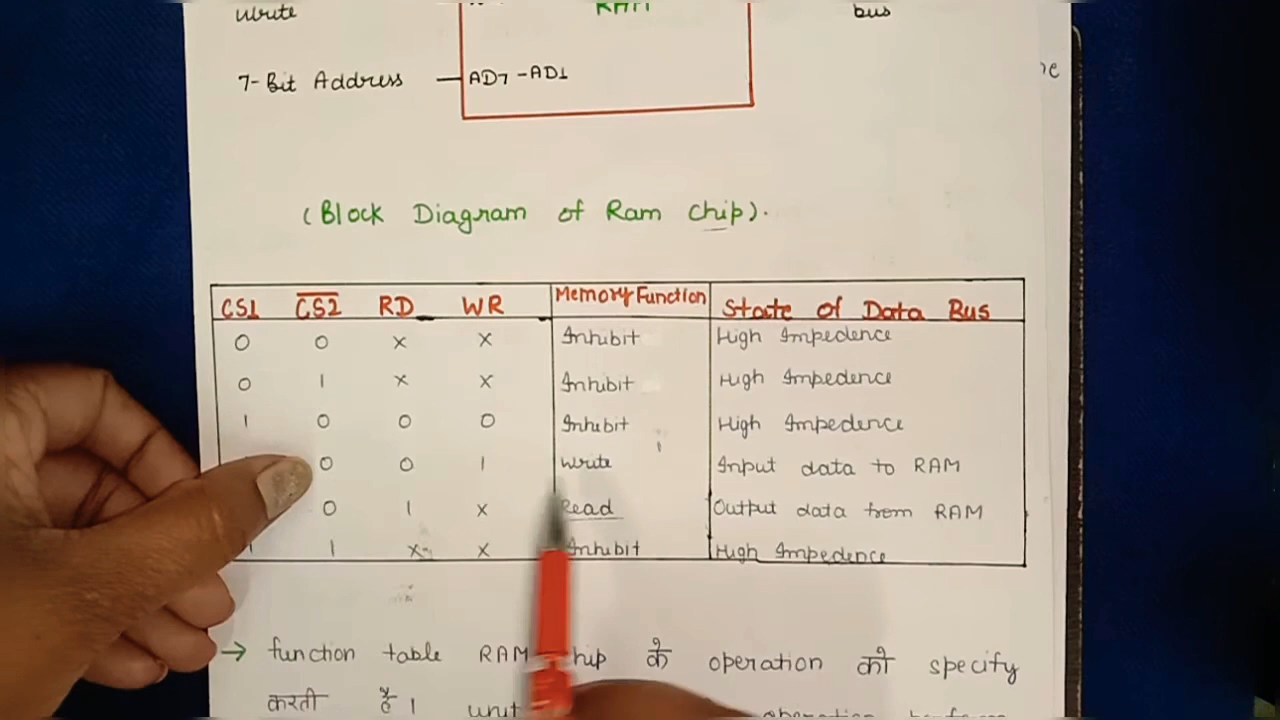 write RAM bus
7-Bit Address AD7-AD1
(Block Diagram of Ram chip).
CS1 C̅S̅2̅ RD WR Memory Function State of Data Bus
0 0 x x Inhibit High Impedence
0 1 x x Inhibit High Impedence
1 0 0 0 Inhibit High Impedence
0 0 1 write Input data to RAM
0 1 x Read Output data from RAM
1 1 x x Inhibit High Impedence
→ function table RAM के operation को specify
करती है।